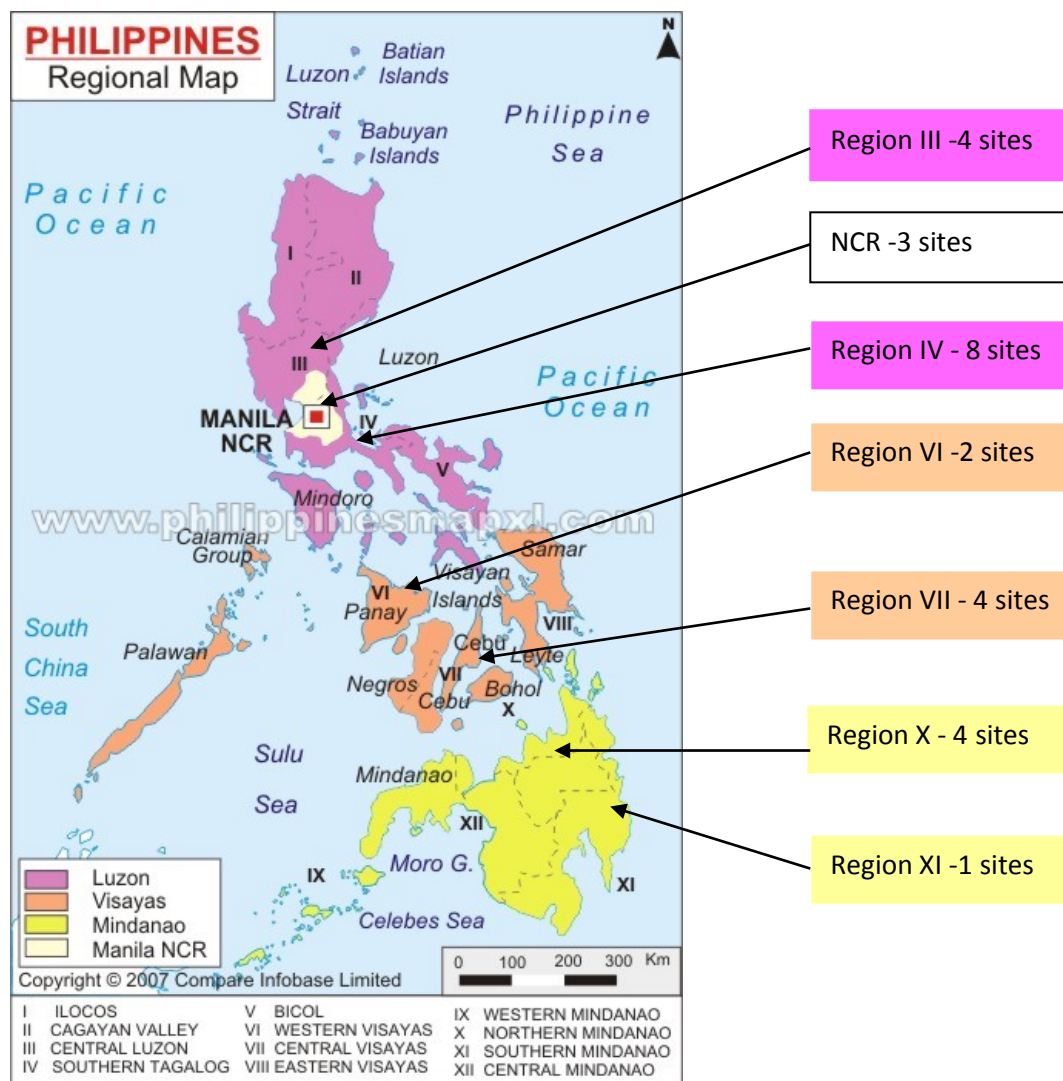 PHILIPPINES
Regional Map
N
Batian
Islands
Luzon
Strait
Babuyan
Islands
Philippine
Sea
Pacific
Ocean
I
II
III
Luzon
Pacific
Ocean
MANILA
NCR
IV
V
Mindoro
www.philippinesmapxl.com
Calamian
Group
Samar
Visayan
Islands
VI
Panay
VIII
South
China
Sea
Palawan
Cebu
Leyte
Negros
VII
Cebu
Bohol
X
Sulu
Sea
Mindanao
XII
Moro G.
IX
XI
Celebes Sea
Luzon
Visayas
Mindanao
Manila NCR
Copyright © 2007 Compare Infobase Limited
0 100 200 300 Km
I ILOCOS
II CAGAYAN VALLEY
III CENTRAL LUZON
IV SOUTHERN TAGALOG
V BICOL
VI WESTERN VISAYAS
VII CENTRAL VISAYAS
VIII EASTERN VISAYAS
IX WESTERN MINDANAO
X NORTHERN MINDANAO
XI SOUTHERN MINDANAO
XII CENTRAL MINDANAO
Region III -4 sites
NCR -3 sites
Region IV - 8 sites
Region VI -2 sites
Region VII - 4 sites
Region X - 4 sites
Region XI -1 sites